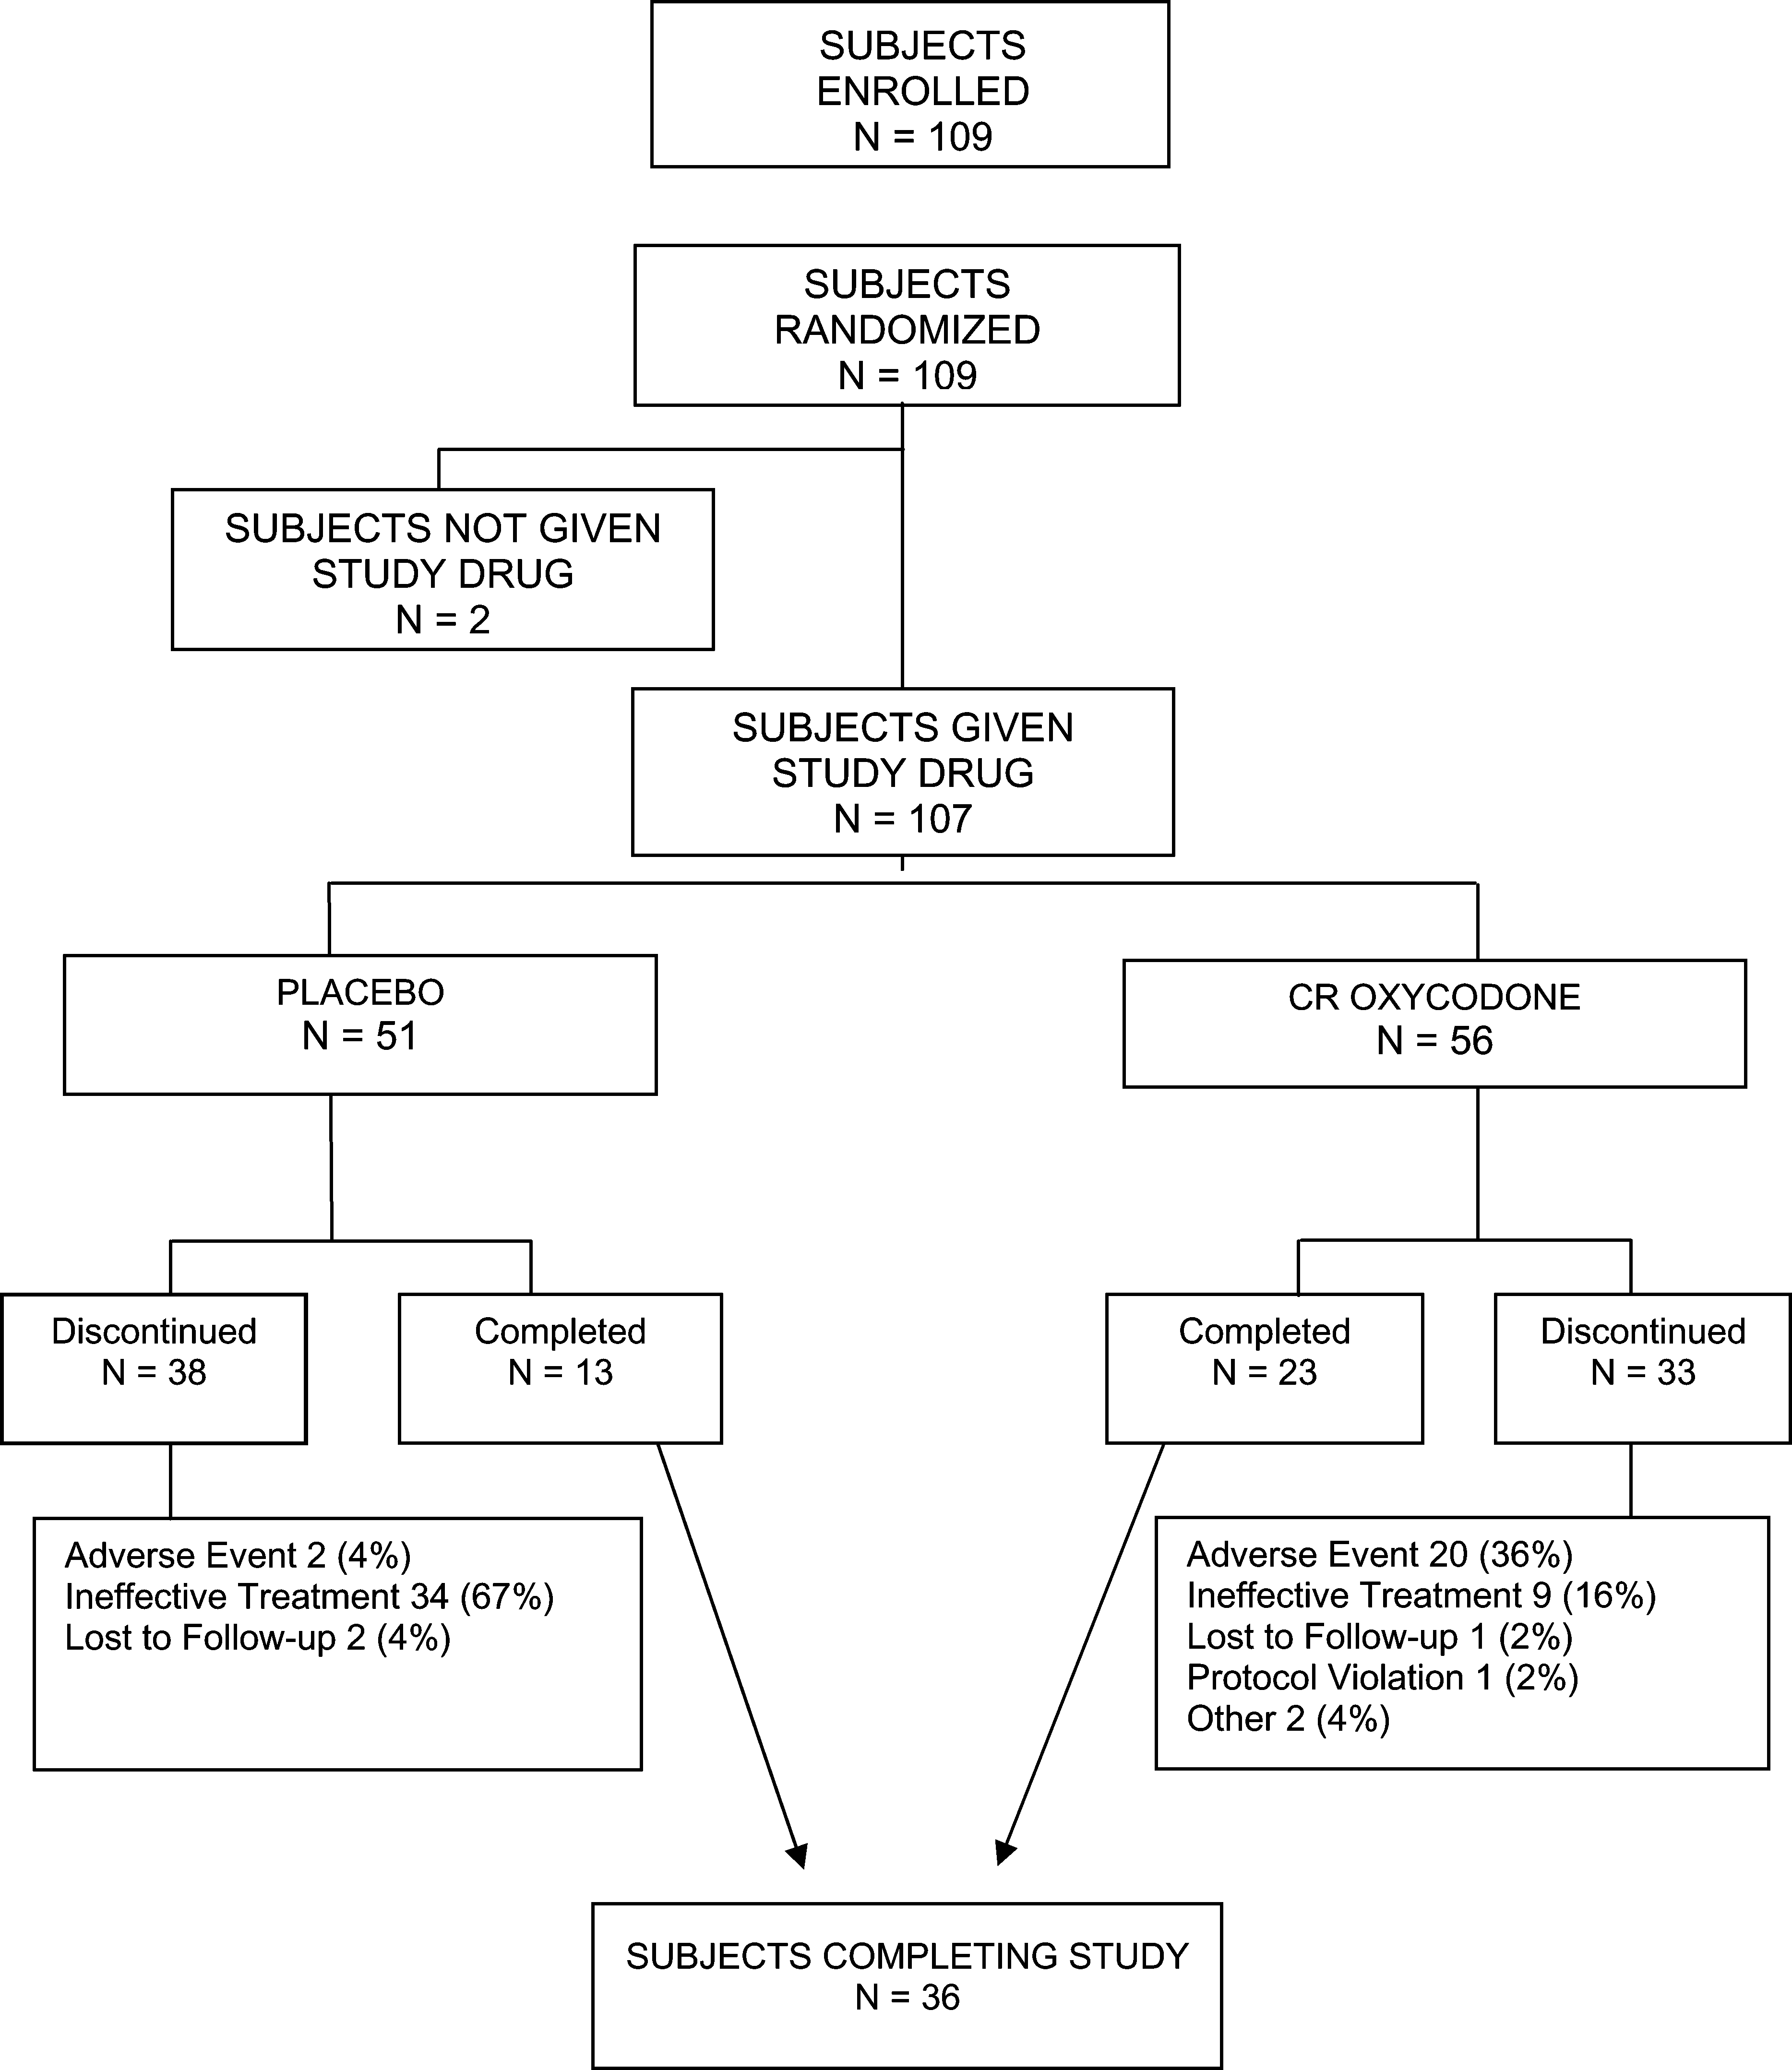 SUBJECTS
ENROLLED
N = 109
SUBJECTS
RANDOMIZED
N = 109
SUBJECTS NOT GIVEN
STUDY DRUG
N = 2
SUBJECTS GIVEN
STUDY DRUG
N = 107
PLACEBO
N = 51
CR OXYCODONE
N = 56
Discontinued
N = 38
Completed
N = 13
Completed
N = 23
Discontinued
N = 33
Adverse Event 2 (4%)
Ineffective Treatment 34 (67%)
Lost to Follow-up 2 (4%)
Adverse Event 20 (36%)
Ineffective Treatment 9 (16%)
Lost to Follow-up 1 (2%)
Protocol Violation 1 (2%)
Other 2 (4%)
SUBJECTS COMPLETING STUDY
N = 36